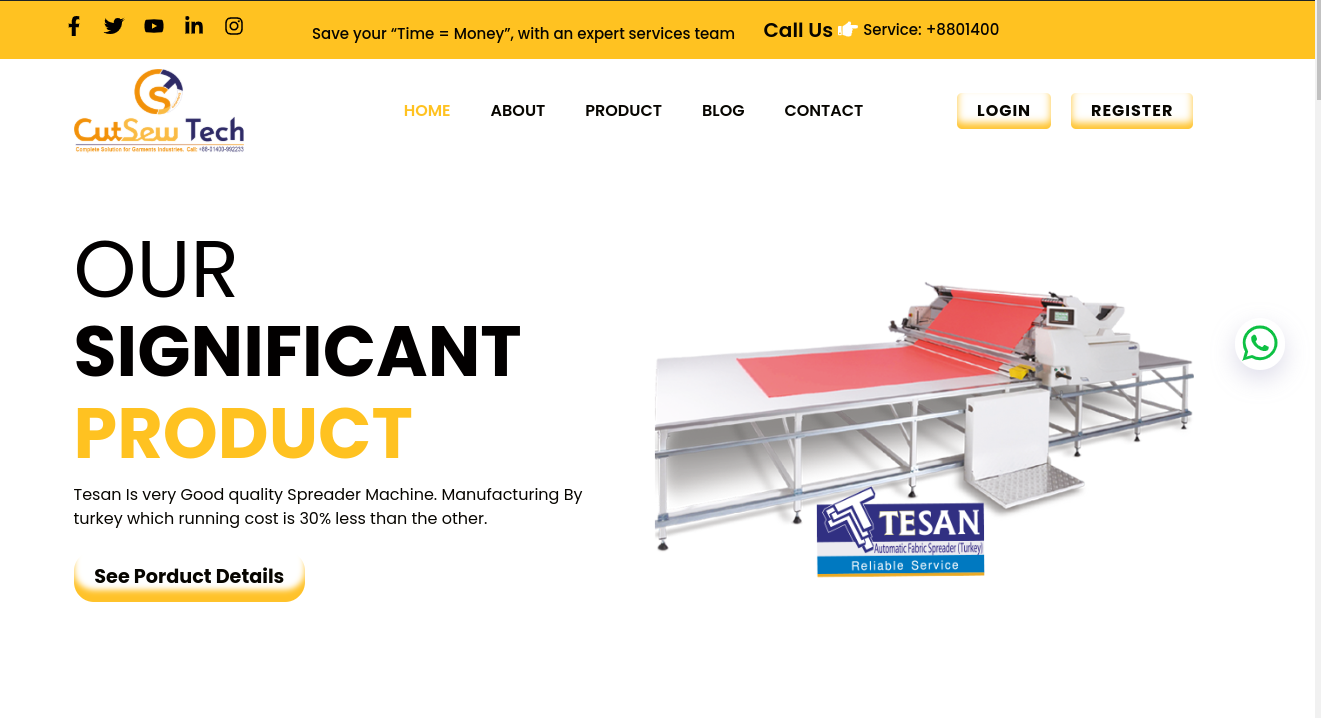 Save your “Time = Money”, with an expert services team
Call Us Service: +8801400
CutSew Tech
Complete Solution for Garments Industries. Call: +88-01400-992233
HOME ABOUT PRODUCT BLOG CONTACT
LOGIN REGISTER
OUR
SIGNIFICANT
PRODUCT
Tesan Is very Good quality Spreader Machine. Manufacturing By
turkey which running cost is 30% less than the other.
See Porduct Details
TESAN
Automatic Fabric Spreader (Turkey)
Reliable Service